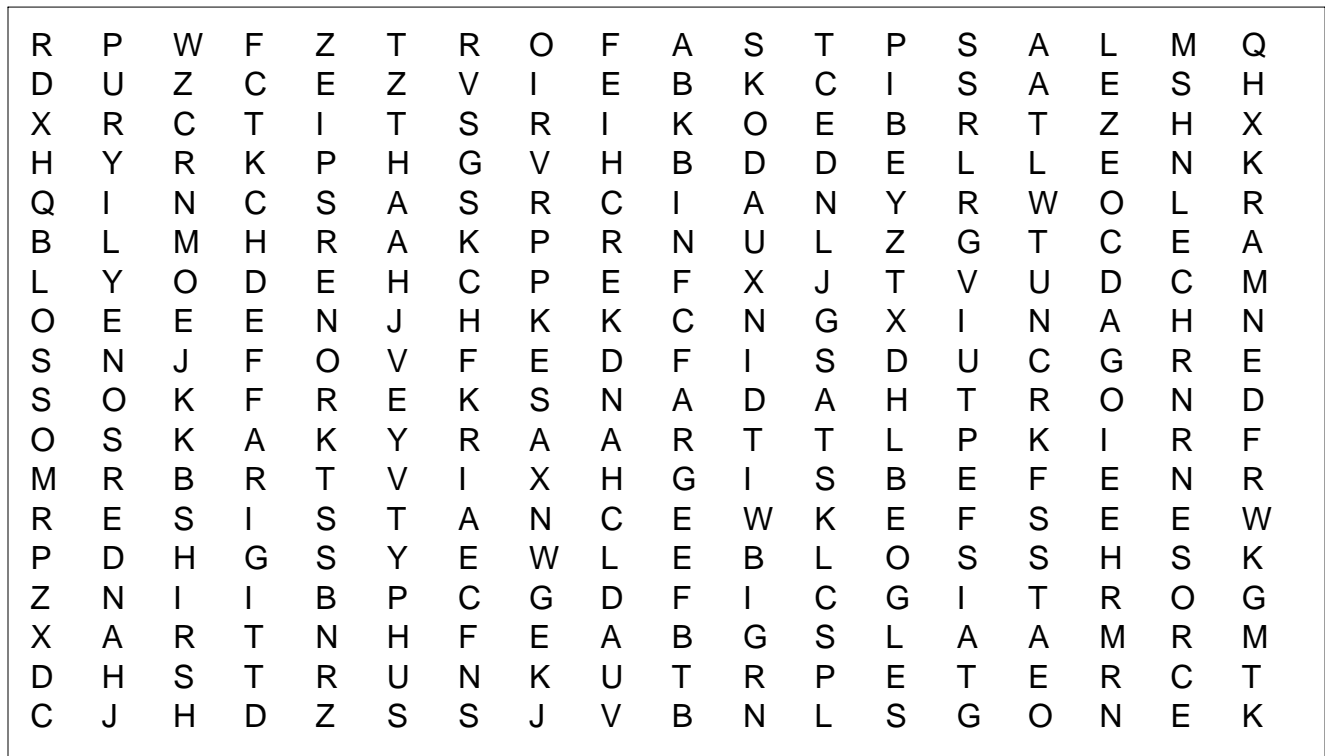 R P W F Z T R O F A S T P S A L M Q
D U Z C E Z V I E B K C I S A E S H
X R C T I T S R I K O E B R T Z H X
H Y R K P H G V H B D D E L L E N K
Q I N C S A S R C I A N Y R W O L R
B L M H R A K P R N U L Z G T C E A
L Y O D E H C P E F X J T V U D C M
O E E E N J H K K C N G X I N A H N
S N J F O V F E D F I S D U C G R E
S O K F R E K S N A D A H T R O N D
O S K A K Y R A A R T T L P K I R F
M R B R T V I X H G I S B E F E N R
R E S I S T A N C E W K E F S E E W
P D H G S Y E W L E B L O S S H S K
Z N I I B P C G D F I C G I T R O G
X A R T N H F E A B G S L A A M R M
D H S T R U N K U T R P E T E R C T
C J H D Z S S J V B N L S G O N E K